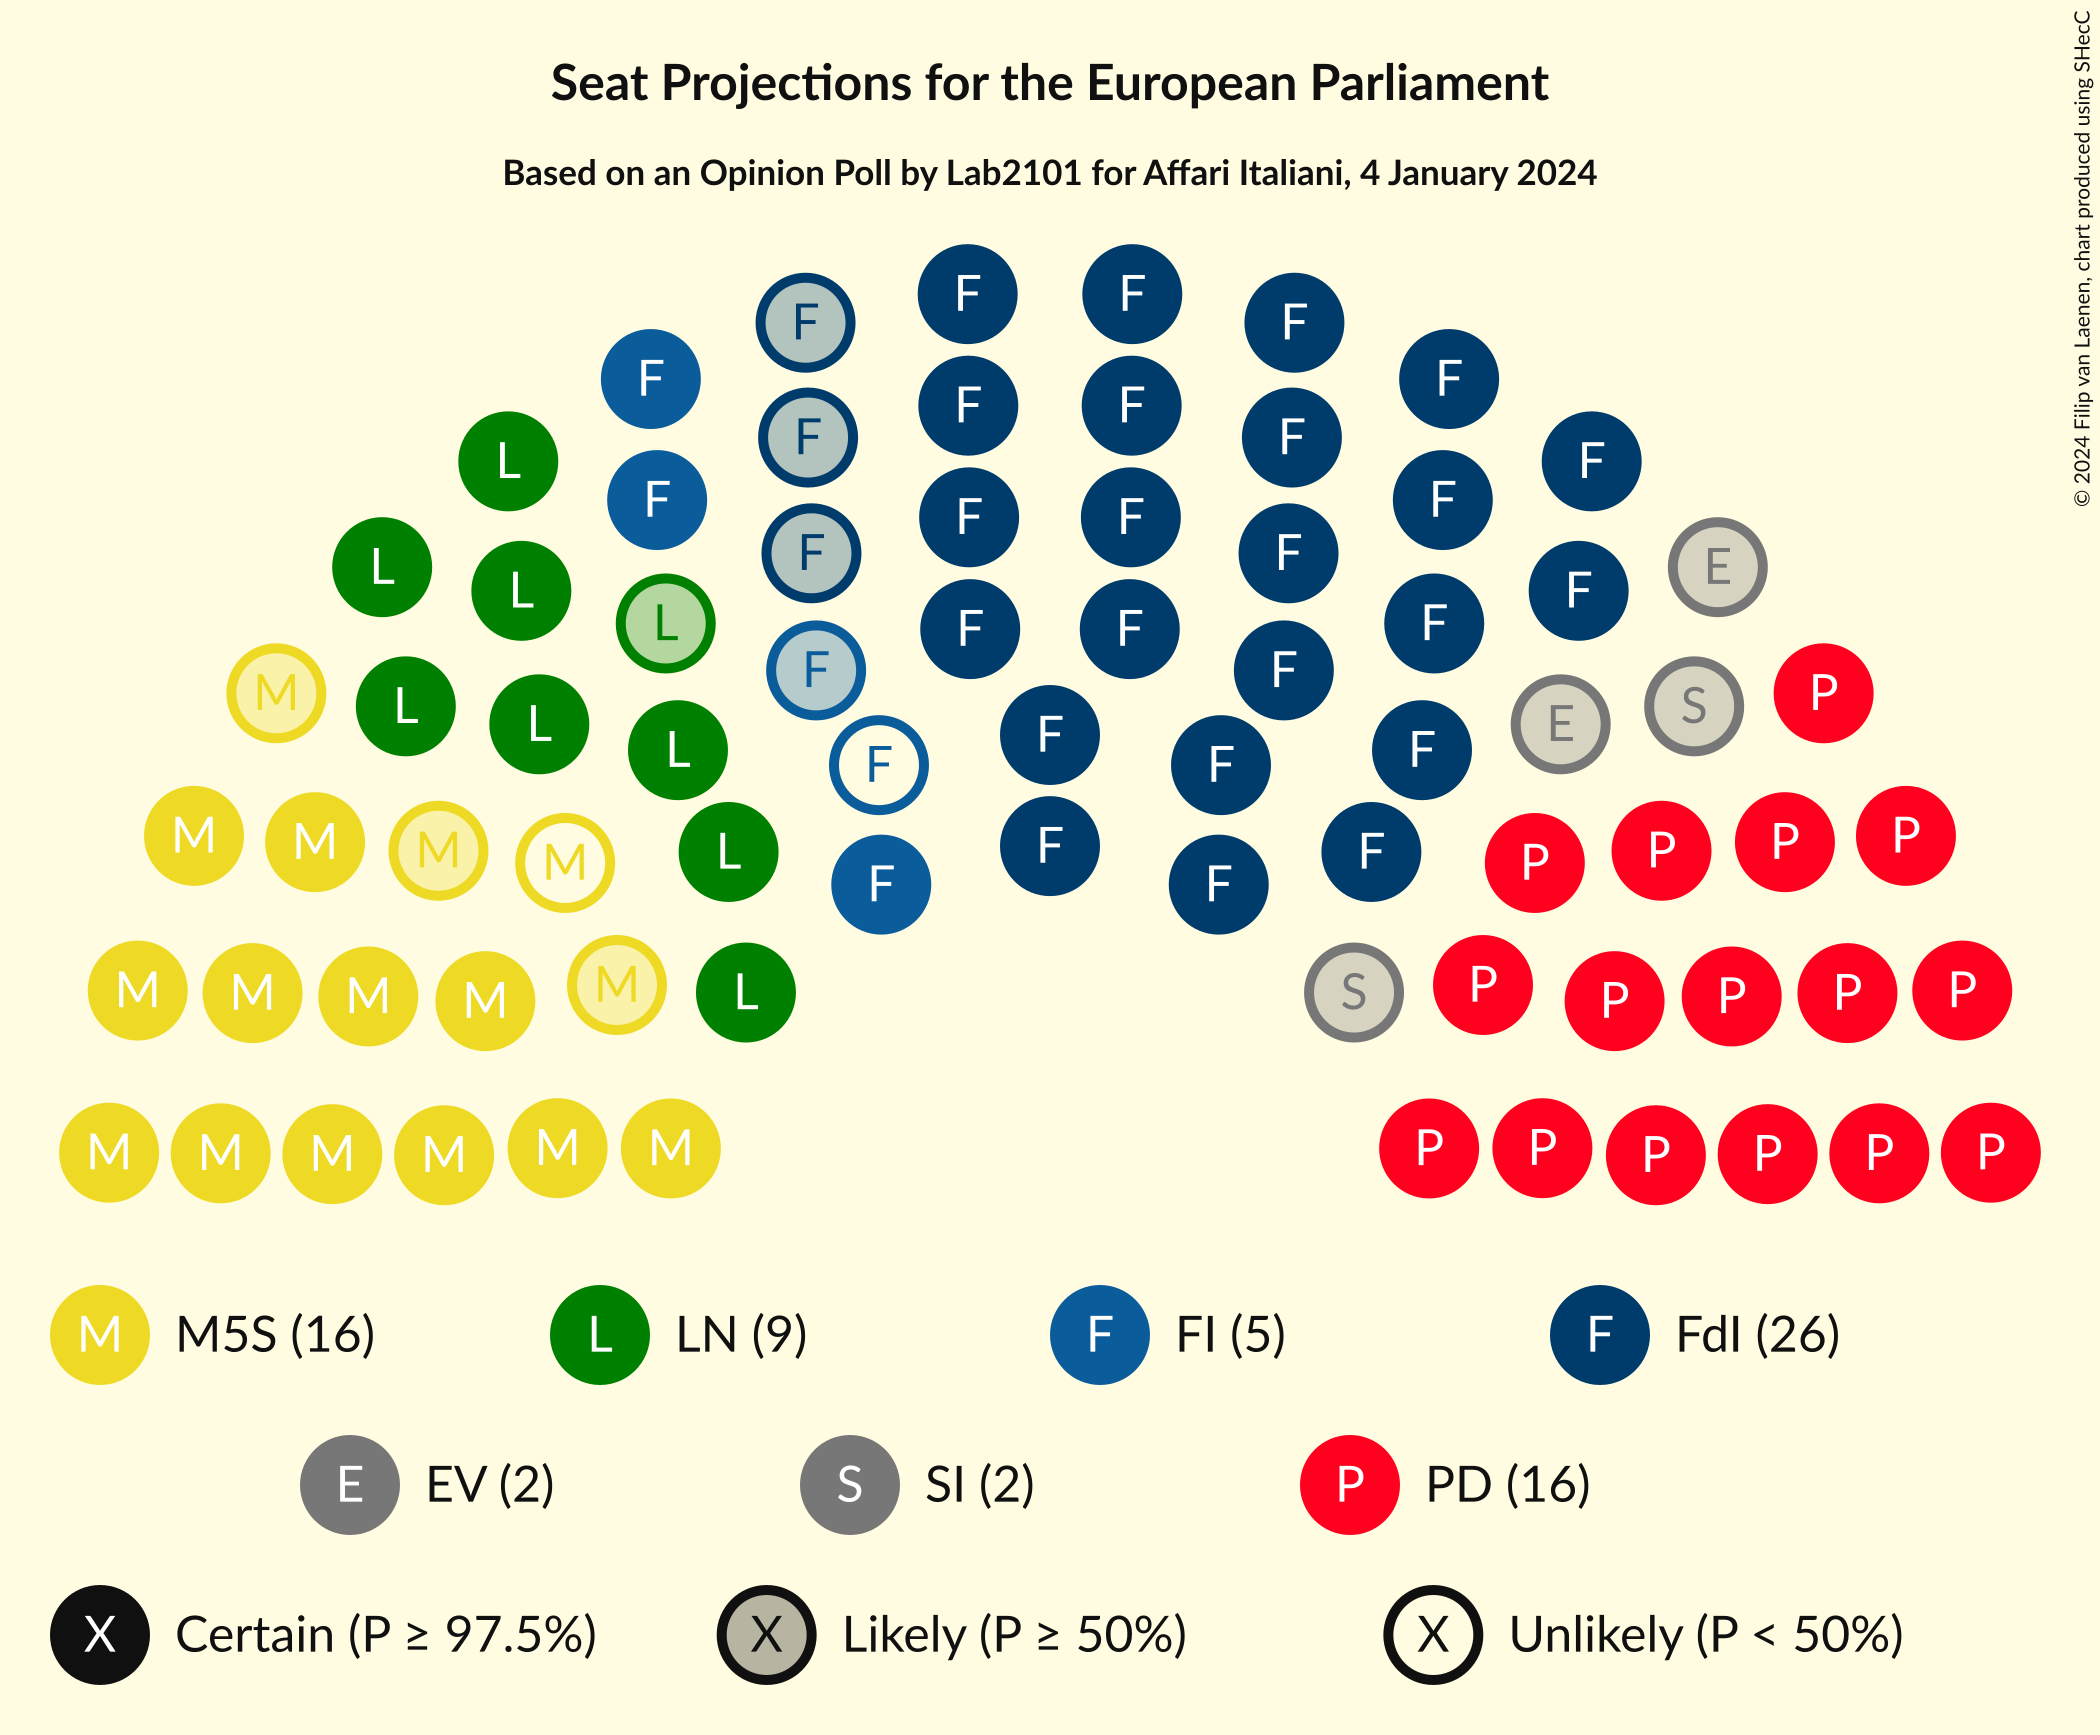 Seat Projections for the European Parliament
Based on an Opinion Poll by Lab2101 for Affari Italiani, 4 January 2024
© 2024 Filip van Laenen, chart produced using SHecC
F F F F
F F
F F F F
L F
F F
F F F F
L E
L F
L F
F F
F F
M P
L S
L E
L F
F F
F
M M M M
L F
F F
F
P P P P
M M M M M L
S P P P P P
M M M M M M
P P P P P P
M M5S (16)
L LN (9)
F FI (5)
F FdI (26)
E EV (2)
S SI (2)
P PD (16)
X Certain (P ≥ 97.5%)
X Likely (P ≥ 50%)
X Unlikely (P < 50%)